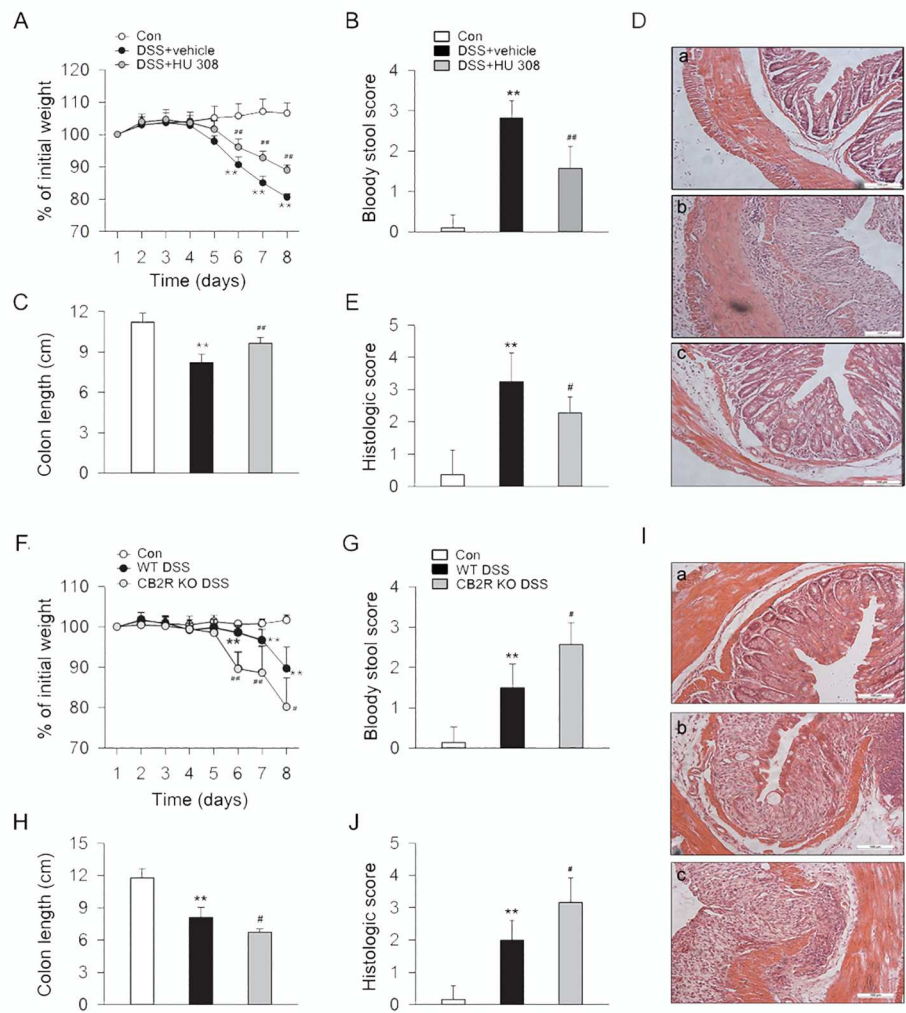 A
Con
DSS+vehicle
DSS+HU 308
% of initial weight
120
110
100
90
80
70
##
##
##
**
**
**
1 2 3 4 5 6 7 8
Time (days)
B
Con
DSS+vehicle
DSS+HU 308
Bloody stool score
4
3
2
1
0
**
##
D
a
b
c
C
Colon length (cm)
12
9
6
3
0
**
##
E
Histologic score
5
4
3
2
1
0
**
#
F.
Con
WT DSS
CB2R KO DSS
% of initial weight
110
100
90
80
70
**
**
**
##
##
#
1 2 3 4 5 6 7 8
Time (days)
G
Con
WT DSS
CB2R KO DSS
Bloody stool score
4
3
2
1
0
**
#
I
a
b
c
H
Colon length (cm)
15
12
9
6
3
0
**
#
J
Histologic score
5
4
3
2
1
0
**
#